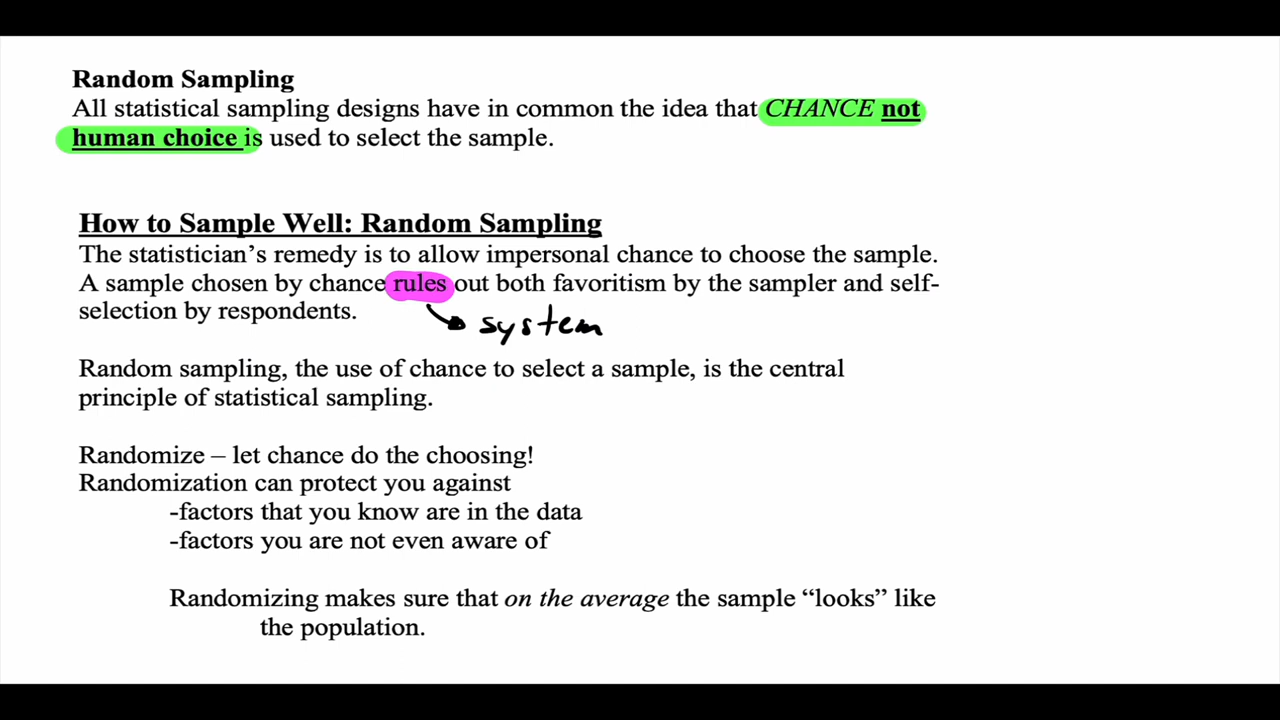 Random Sampling
All statistical sampling designs have in common the idea that CHANCE not
human choice is used to select the sample.
How to Sample Well: Random Sampling
The statistician’s remedy is to allow impersonal chance to choose the sample.
A sample chosen by chance rules out both favoritism by the sampler and self-
selection by respondents.
system
Random sampling, the use of chance to select a sample, is the central
principle of statistical sampling.
Randomize – let chance do the choosing!
Randomization can protect you against
-factors that you know are in the data
-factors you are not even aware of
Randomizing makes sure that on the average the sample “looks” like
the population.